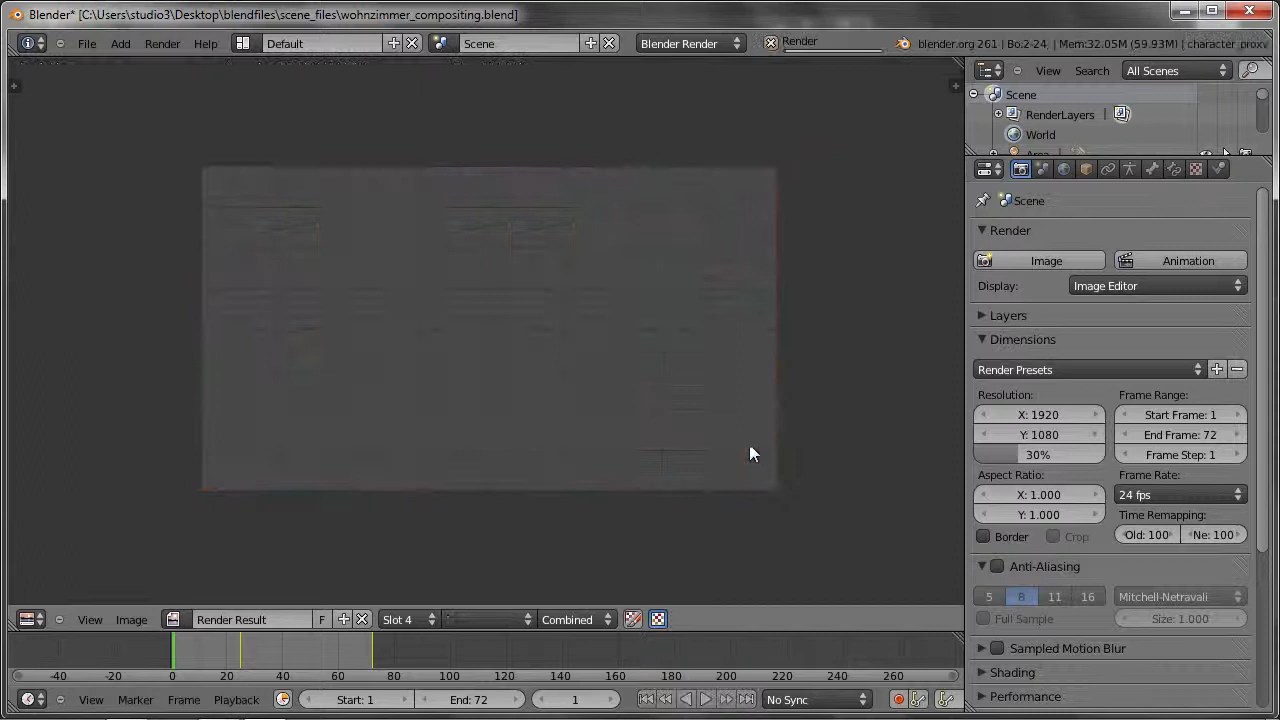 Blender* [C:\Users\studio3\Desktop\blendfiles\scene_files\wohnzimmer_compositing.blend]
File Add Render Help Default Scene Blender Render Render blender.org 261 | Bo:2-24 | Mem:32.05M (59.93M) | character_proxy
View Search All Scenes
Scene
RenderLayers
World
Area
Scene
Render
Image Animation
Display: Image Editor
Layers
Dimensions
Render Presets
Resolution: Frame Range:
X: 1920 Start Frame: 1
Y: 1080 End Frame: 72
30% Frame Step: 1
Aspect Ratio: Frame Rate:
X: 1.000 24 fps
Y: 1.000 Time Remapping:
Border Crop Old: 100 Ne: 100
Anti-Aliasing
5 8 11 16 Mitchell-Netravali
Full Sample Size: 1.000
Sampled Motion Blur
Shading
Performance
View Image Render Result F Slot 4 Combined
-40 -20 0 20 40 60 80 100 120 140 160 180 200 220 240 260
View Marker Frame Playback Start: 1 End: 72 1 No Sync